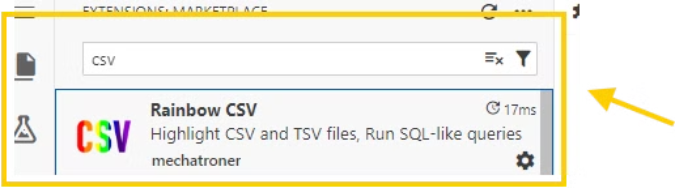 EXTENSIONS: MARKETPLACE
csv
Rainbow CSV
17ms
CSV
Highlight CSV and TSV files, Run SQL-like queries
mechatroner